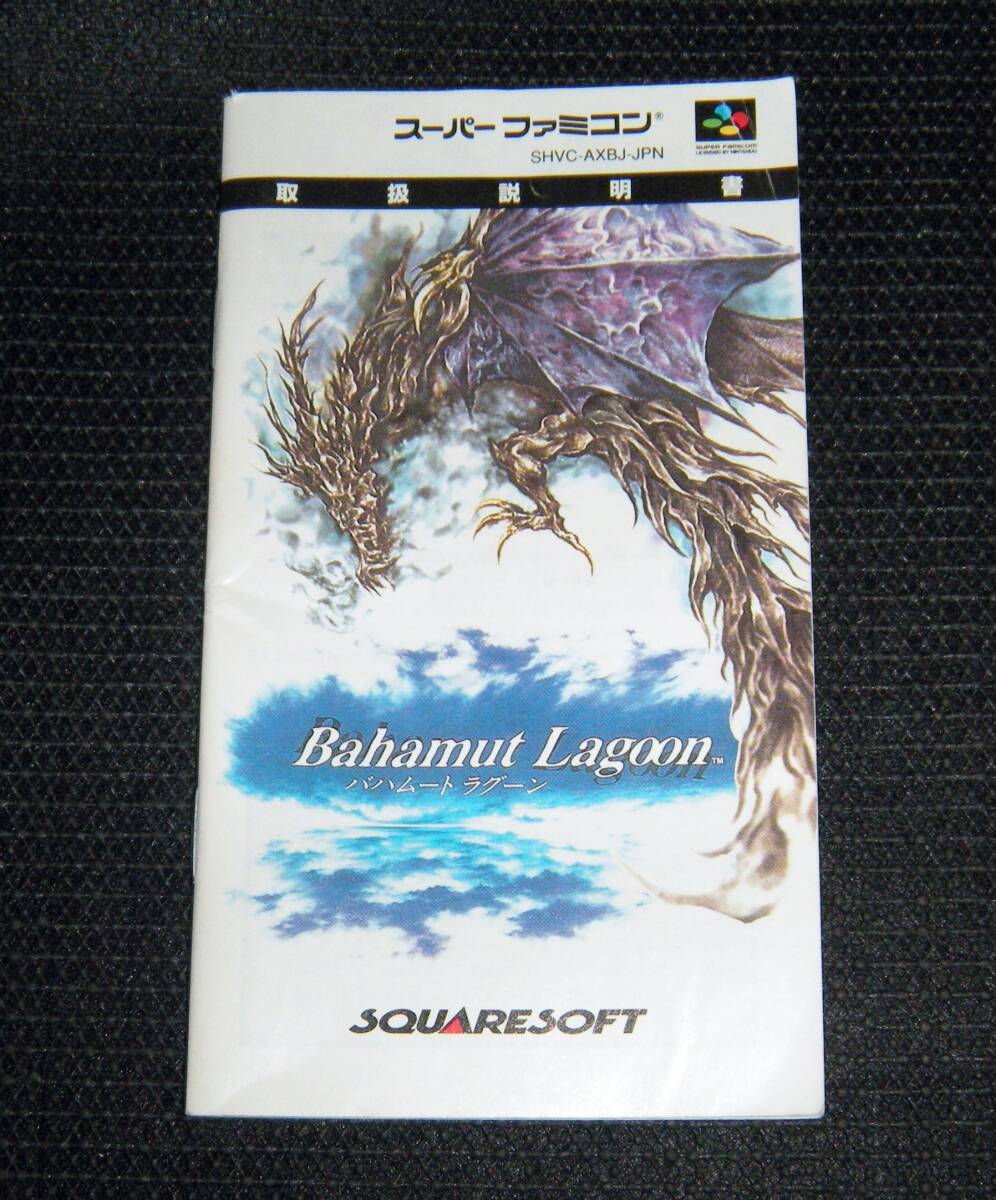 スーパーファミコン®
SHVC-AXBJ-JPN
SUPER FAMICOM
LICENSED BY NINTENDO
取扱説明書
Bahamut Lagoon™
バハムート ラグーン
SQUARESOFT